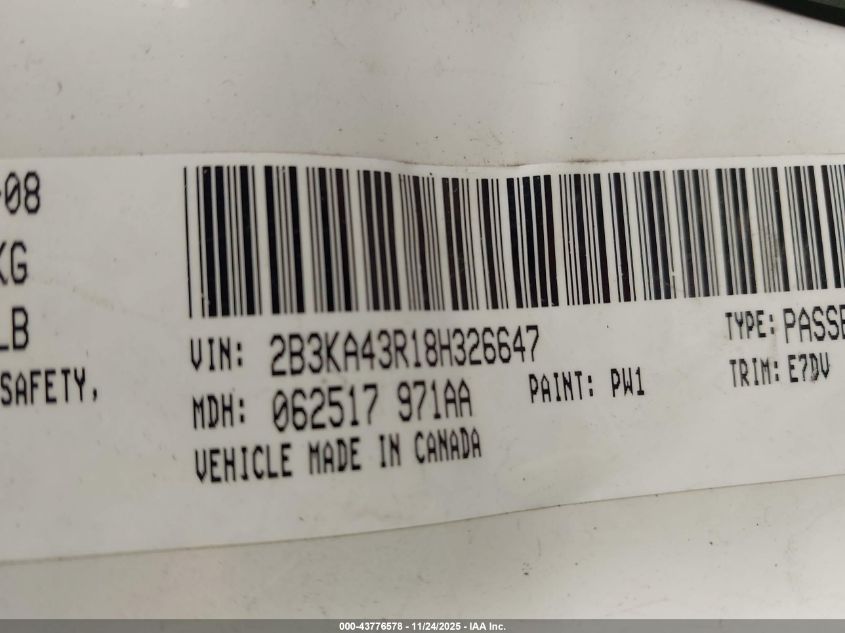 -08
KG
LB
SAFETY,
VIN: 2B3KA43R18H326647
TYPE: PASSE
MDH: 062517 971AA
PAINT: PW1
TRIM: E7DV
VEHICLE MADE IN CANADA
000-43776578 - 11/24/2025 - IAA Inc.